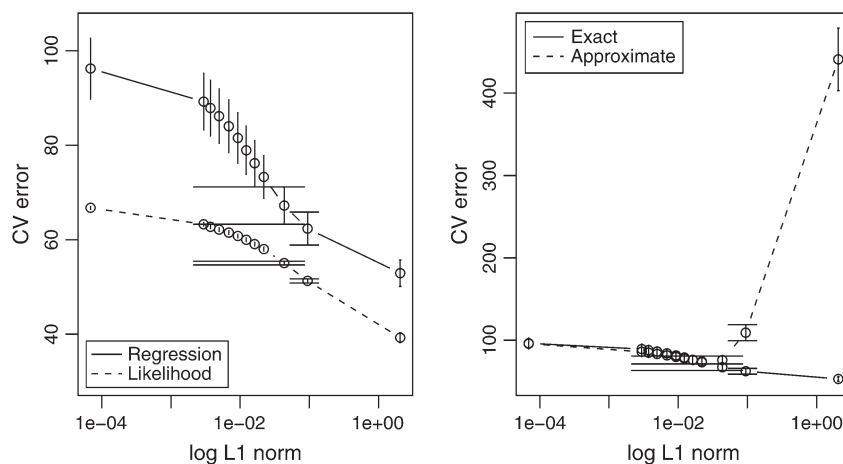 CV error
100
80
60
40
Regression
Likelihood
1e-04
1e-02
1e+00
log L1 norm
CV error
400
300
200
100
Exact
Approximate
1e-04
1e-02
1e+00
log L1 norm